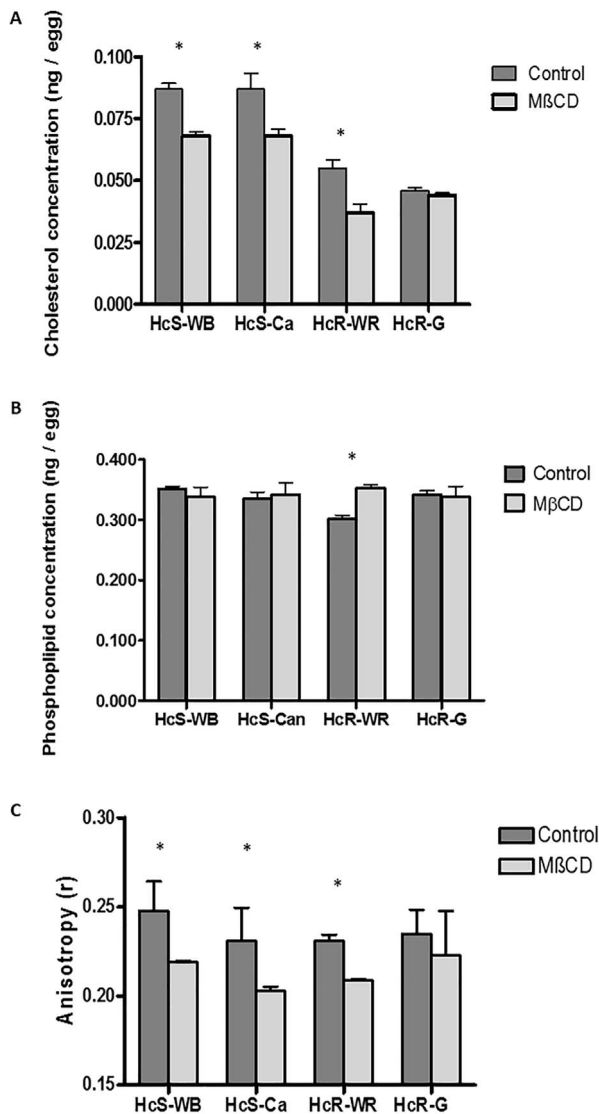 A
Cholesterol concentration (ng / egg)
0.100
0.075
0.050
0.025
0.000
*
*
*
Control
MßCD
HcS-WB
HcS-Ca
HcR-WR
HcR-G
B
Phosphoplipid concentration (ng / egg)
0.400
0.300
0.200
0.100
0.000
*
Control
MβCD
HcS-WB
HcS-Can
HcR-WR
HcR-G
C
Anisotropy (r)
0.30
0.25
0.20
0.15
*
*
*
Control
MßCD
HcS-WB
HcS-Ca
HcR-WR
HcR-G